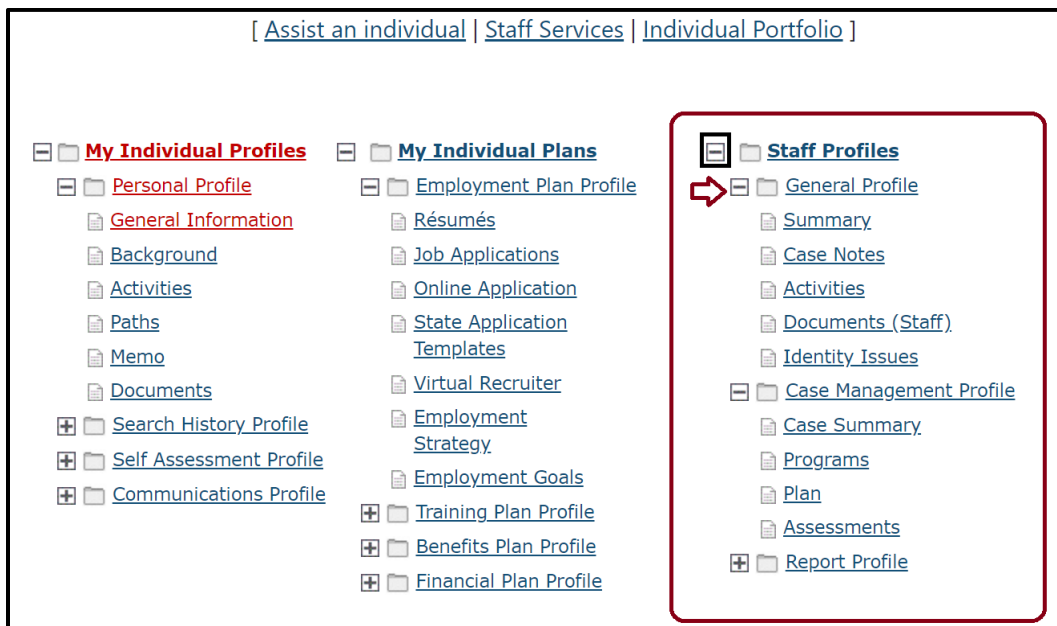 [ Assist an individual | Staff Services | Individual Portfolio ]
My Individual Profiles
Personal Profile
General Information
Background
Activities
Paths
Memo
Documents
Search History Profile
Self Assessment Profile
Communications Profile
My Individual Plans
Employment Plan Profile
Résumés
Job Applications
Online Application
State Application
Templates
Virtual Recruiter
Employment
Strategy
Employment Goals
Training Plan Profile
Benefits Plan Profile
Financial Plan Profile
Staff Profiles
General Profile
Summary
Case Notes
Activities
Documents (Staff)
Identity Issues
Case Management Profile
Case Summary
Programs
Plan
Assessments
Report Profile